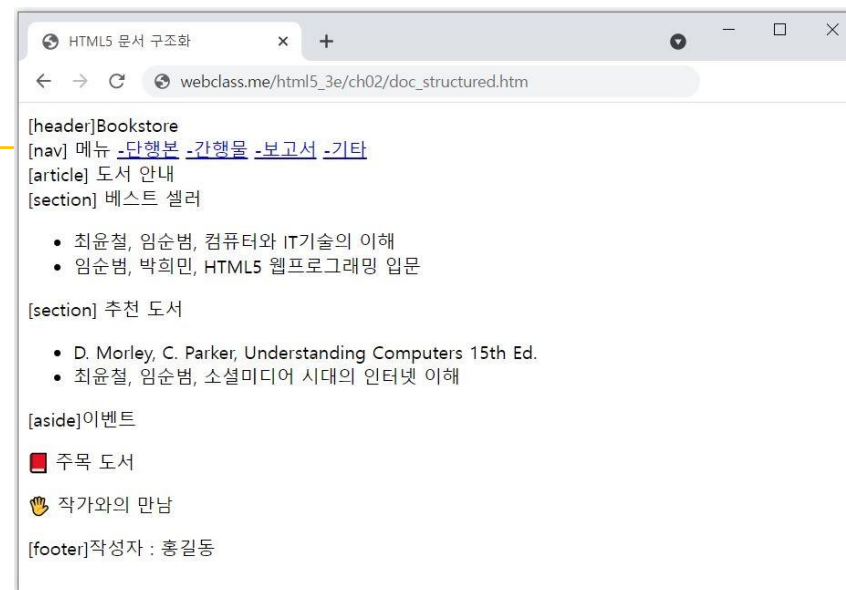 HTML5 문서 구조화
webclass.me/html5_3e/ch02/doc_structured.htm
[header]Bookstore
[nav] 메뉴 -단행본 -간행물 -보고서 -기타
[article] 도서 안내
[section] 베스트 셀러
• 최윤철, 임순범, 컴퓨터와 IT기술의 이해
• 임순범, 박희민, HTML5 웹프로그래밍 입문
[section] 추천 도서
• D. Morley, C. Parker, Understanding Computers 15th Ed.
• 최윤철, 임순범, 소셜미디어 시대의 인터넷 이해
[aside]이벤트
주목 도서
작가와의 만남
[footer]작성자 : 홍길동